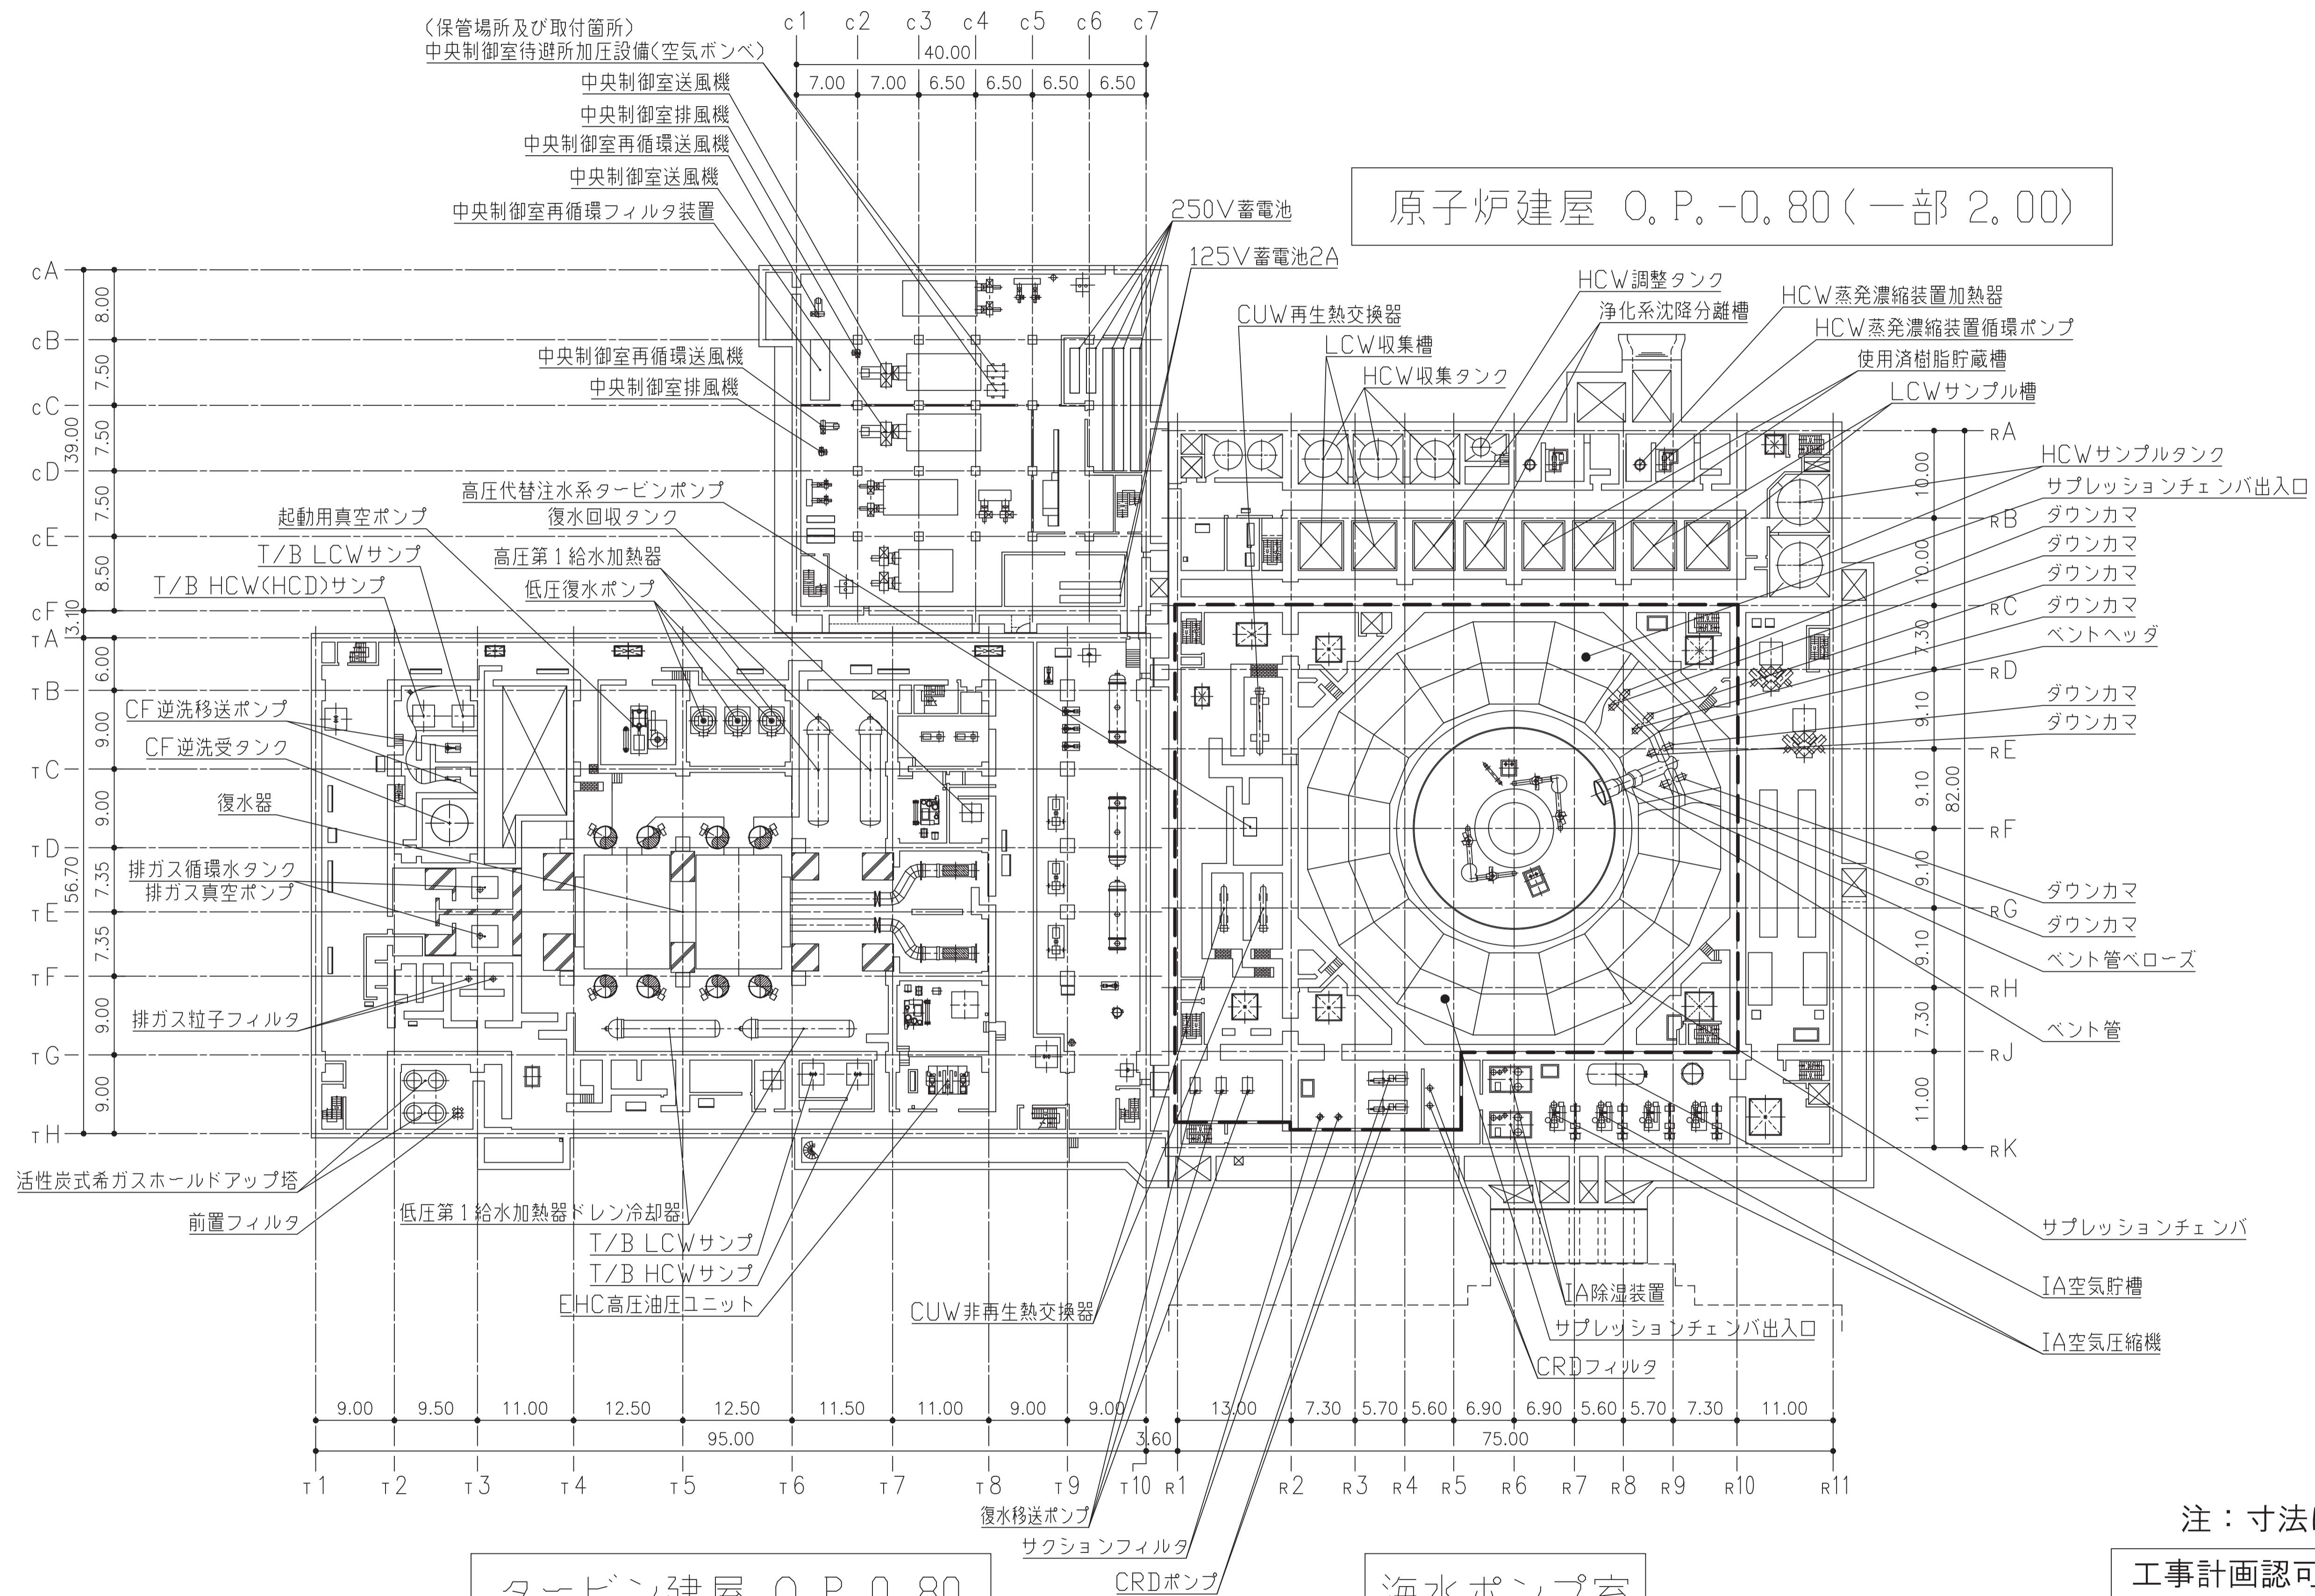 (保管場所及び取付箇所)
中央制御室待避所加圧設備(空気ボンベ)
中央制御室送風機
中央制御室排風機
中央制御室再循環送風機
中央制御室送風機
中央制御室再循環フィルタ装置
中央制御室再循環送風機
中央制御室排風機
c1 c2 c3 c4 c5 c6 c7
40.00
7.00 7.00 6.50 6.50 6.50 6.50
250V蓄電池
125V蓄電池2A
原子炉建屋 O.P.-0.80(一部 2.00)
HCW調整タンク
浄化系沈降分離槽
HCW蒸発濃縮装置加熱器
CUW再生熱交換器
HCW蒸発濃縮装置循環ポンプ
LCW収集槽
使用済樹脂貯蔵槽
HCW収集タンク
LCWサンプル槽
HCWサンプルタンク
サプレッションチェンバ出入口
ダウンカマ
ダウンカマ
ダウンカマ
ダウンカマ
ベントヘッダ
ダウンカマ
ダウンカマ
ダウンカマ
ダウンカマ
ベント管ベローズ
ベント管
サプレッションチェンバ
IA空気貯槽
IA空気圧縮機
cA
cB
cC
cD
cE
cF
TA
TB
TC
TD
TE
TF
TG
TH
8.00
7.50
7.50
7.50
8.50
39.00
3.10
6.00
9.00
9.00
7.35
7.35
9.00
9.00
56.70
RA
RB
RC
RD
RE
RF
RG
RH
RJ
RK
10.00
10.00
7.30
9.10
9.10
9.10
9.10
7.30
11.00
82.00
高圧代替注水系タービンポンプ
起動用真空ポンプ
復水回収タンク
T/B LCWサンプ
高圧第1給水加熱器
T/B HCW(HCD)サンプ
低圧復水ポンプ
CF逆洗移送ポンプ
CF逆洗受タンク
復水器
排ガス循環水タンク
排ガス真空ポンプ
排ガス粒子フィルタ
活性炭式希ガスホールドアップ塔
前置フィルタ
低圧第1給水加熱器ドレン冷却器
T/B LCWサンプ
T/B HCWサンプ
EHC高圧油圧ユニット
CUW非再生熱交換器
IA除湿装置
サプレッションチェンバ出入口
CRDフィルタ
9.00 9.50 11.00 12.50 12.50 11.50 11.00 9.00 9.00 13.00 7.30 5.70 5.60 6.90 6.90 5.60 5.70 7.30 11.00
95.00 3.60 75.00
T1 T2 T3 T4 T5 T6 T7 T8 T9 T10 R1 R2 R3 R4 R5 R6 R7 R8 R9 R10 R11
復水移送ポンプ
サクションフィルタ
CRDポンプ
注：寸法
タービン建屋 O.P.0.80
海水ポンプ室
工事計画認可